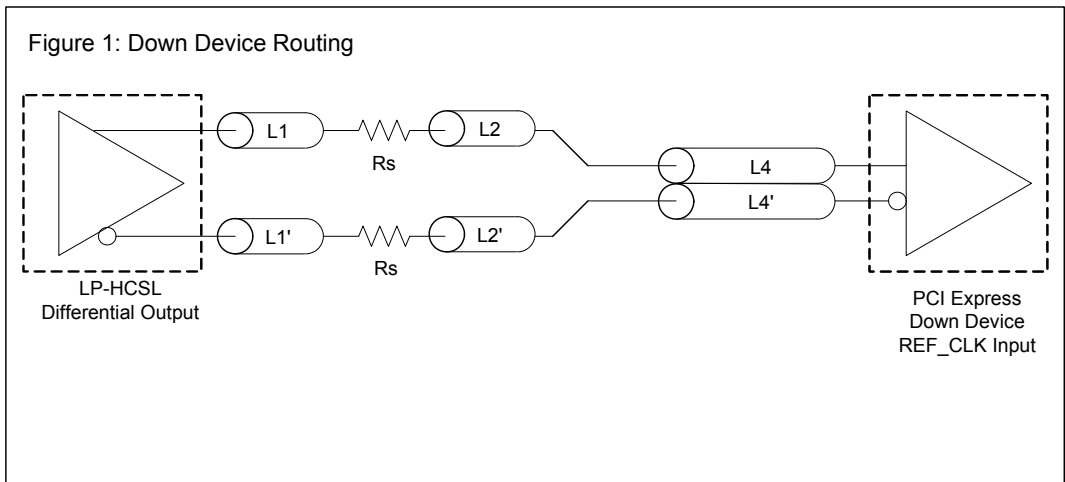 Figure 1: Down Device Routing
L1
Rs
L2
L4
L4'
L1'
Rs
L2'
LP-HCSL
Differential Output
PCI Express
Down Device
REF_CLK Input